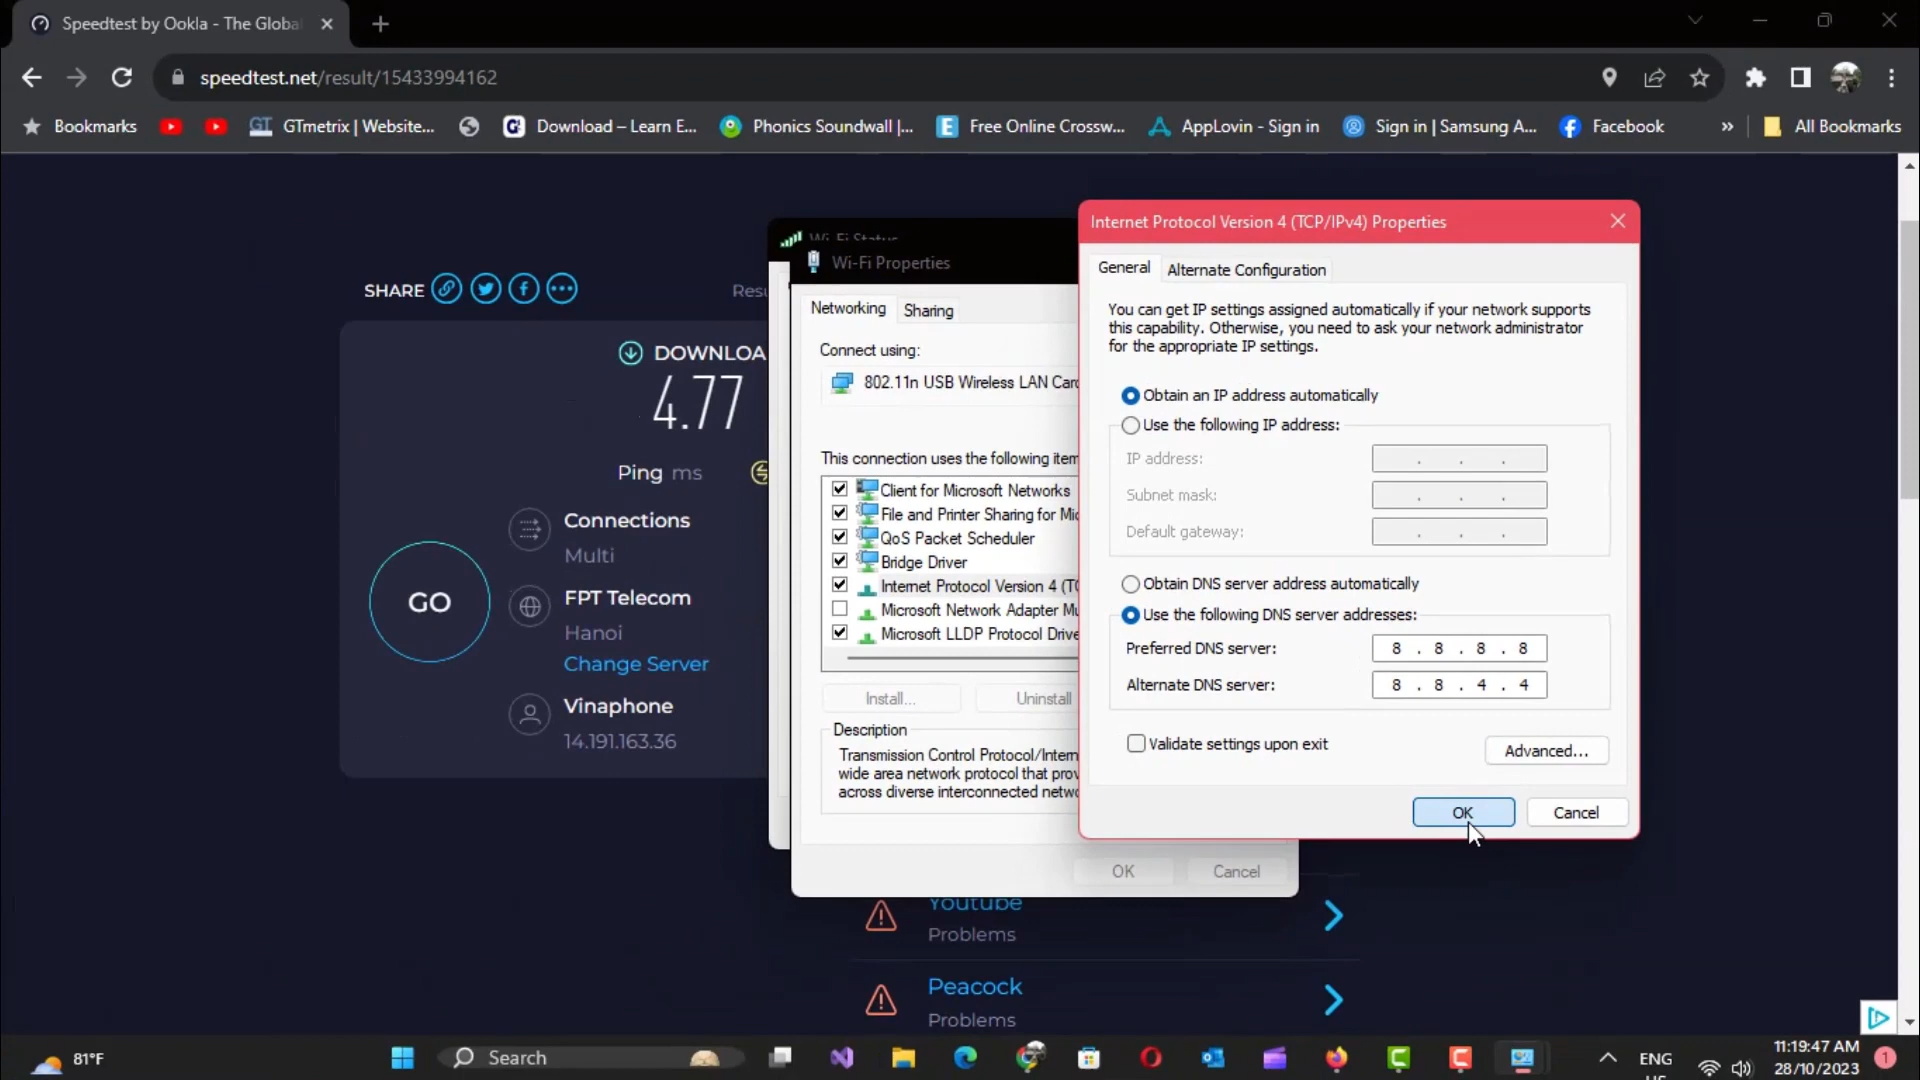 Speedtest by Ookla - The Globa
speedtest.net/result/15433994162
Bookmarks
GTmetrix | Website...
Download – Learn E...
Phonics Soundwall |...
Free Online Crossw...
AppLovin - Sign in
Sign in | Samsung A...
Facebook
»
All Bookmarks
SHARE
Resu
DOWNLOA
4.77
Ping ms
Connections
Multi
GO
FPT Telecom
Hanoi
Change Server
Vinaphone
14.191.163.36
Wi-Fi Status
Wi-Fi Properties
Networking
Sharing
Connect using:
802.11n USB Wireless LAN Card
This connection uses the following item
Client for Microsoft Networks
File and Printer Sharing for Mic
QoS Packet Scheduler
Bridge Driver
Internet Protocol Version 4 (TC
Microsoft Network Adapter Mu
Microsoft LLDP Protocol Drive
Install...
Uninstall
Description
Transmission Control Protocol/Intern
wide area network protocol that prov
across diverse interconnected netwo
OK
Cancel
Internet Protocol Version 4 (TCP/IPv4) Properties
General
Alternate Configuration
You can get IP settings assigned automatically if your network supports
this capability. Otherwise, you need to ask your network administrator
for the appropriate IP settings.
Obtain an IP address automatically
Use the following IP address:
IP address:
. . .
Subnet mask:
. . .
Default gateway:
. . .
Obtain DNS server address automatically
Use the following DNS server addresses:
Preferred DNS server:
8 . 8 . 8 . 8
Alternate DNS server:
8 . 8 . 4 . 4
Validate settings upon exit
Advanced...
OK
Cancel
Youtube
Problems
Peacock
Problems
81°F
Search
ENG
11:19:47 AM
28/10/2023
1